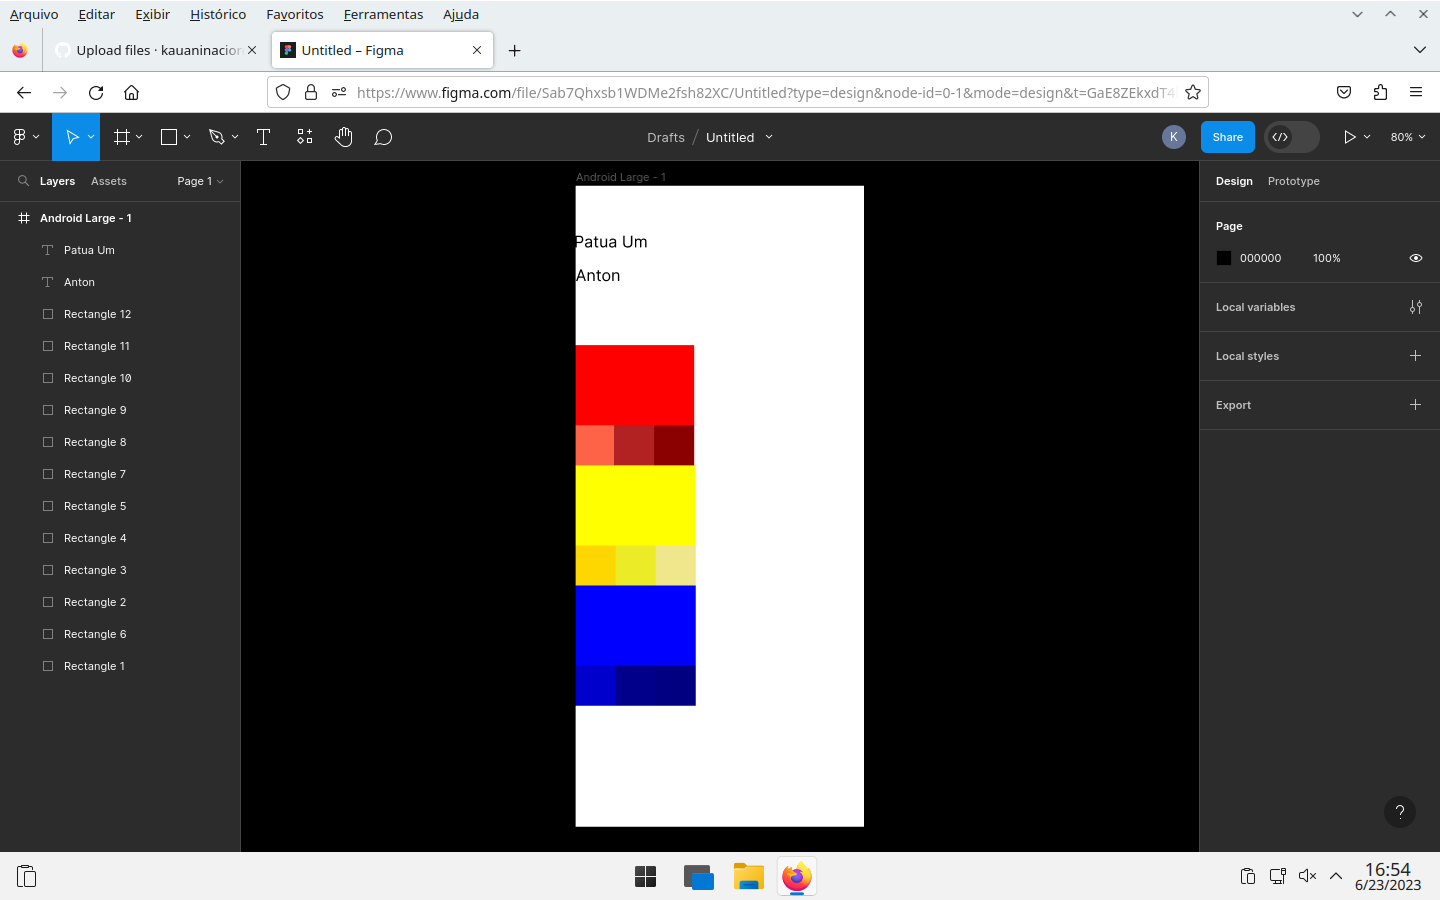 Arquivo Editar Exibir Histórico Favoritos Ferramentas Ajuda
Upload files · kauaninacior
Untitled – Figma
https://www.figma.com/file/Sab7Qhxsb1WDMe2fsh82XC/Untitled?type=design&node-id=0-1&mode=design&t=GaE8ZEkxdT4
Drafts / Untitled
K
Share
80%
Layers Assets Page 1
Android Large - 1
Patua Um
Anton
Rectangle 12
Rectangle 11
Rectangle 10
Rectangle 9
Rectangle 8
Rectangle 7
Rectangle 5
Rectangle 4
Rectangle 3
Rectangle 2
Rectangle 6
Rectangle 1
Android Large - 1
Patua Um
Anton
Design Prototype
Page
000000 100%
Local variables
Local styles
Export
?
16:54
6/23/2023